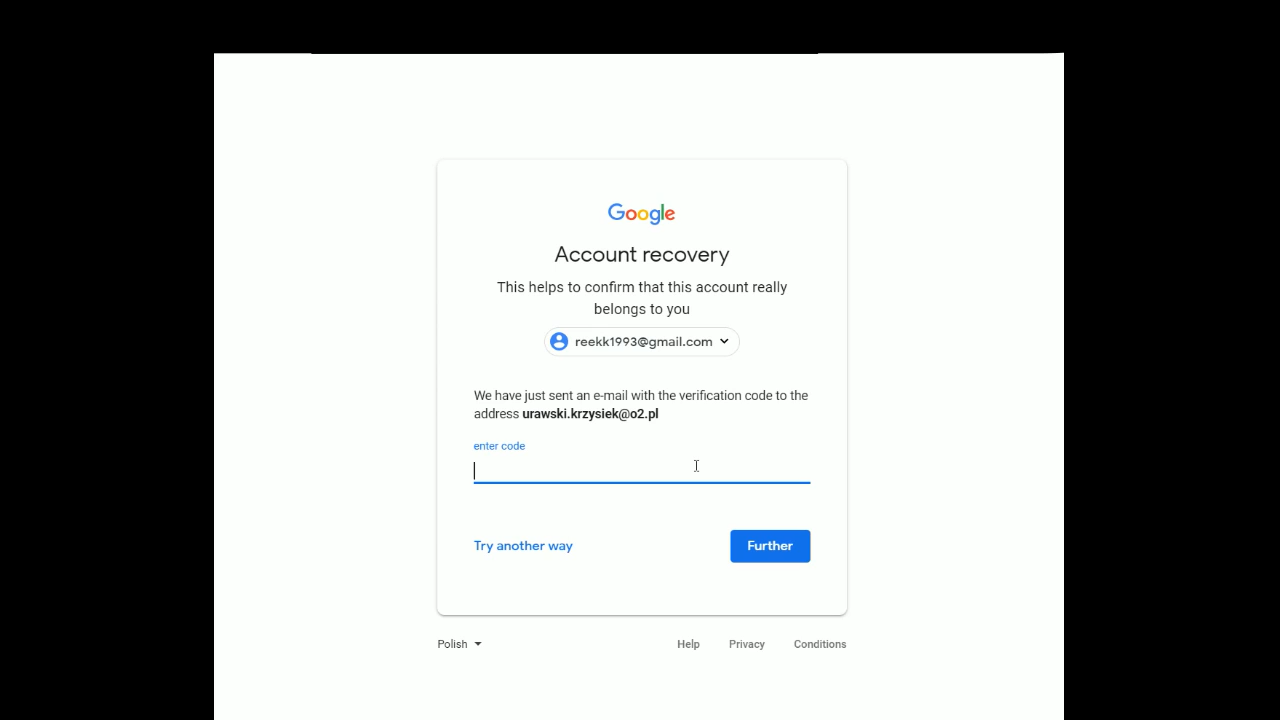 Google
Account recovery
This helps to confirm that this account really
belongs to you
reekk1993@gmail.com
We have just sent an e-mail with the verification code to the
address urawski.krzysiek@o2.pl
enter code
Try another way
Further
Polish
Help
Privacy
Conditions